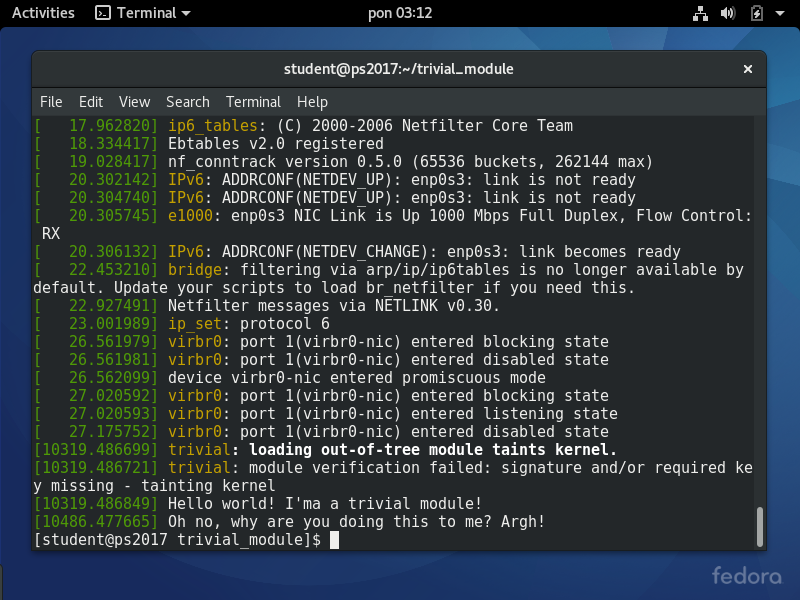 Activities Terminal pon 03:12
student@ps2017:~/trivial_module ×
File Edit View Search Terminal Help
[   17.962820] ip6_tables: (C) 2000-2006 Netfilter Core Team
[   18.334417] Ebtables v2.0 registered
[   19.028417] nf_conntrack version 0.5.0 (65536 buckets, 262144 max)
[   20.302142] IPv6: ADDRCONF(NETDEV_UP): enp0s3: link is not ready
[   20.304740] IPv6: ADDRCONF(NETDEV_UP): enp0s3: link is not ready
[   20.305745] e1000: enp0s3 NIC Link is Up 1000 Mbps Full Duplex, Flow Control:
 RX
[   20.306132] IPv6: ADDRCONF(NETDEV_CHANGE): enp0s3: link becomes ready
[   22.453210] bridge: filtering via arp/ip/ip6tables is no longer available by
default. Update your scripts to load br_netfilter if you need this.
[   22.927491] Netfilter messages via NETLINK v0.30.
[   23.001989] ip_set: protocol 6
[   26.561979] virbr0: port 1(virbr0-nic) entered blocking state
[   26.561981] virbr0: port 1(virbr0-nic) entered disabled state
[   26.562099] device virbr0-nic entered promiscuous mode
[   27.020592] virbr0: port 1(virbr0-nic) entered blocking state
[   27.020593] virbr0: port 1(virbr0-nic) entered listening state
[   27.175752] virbr0: port 1(virbr0-nic) entered disabled state
[10319.486699] trivial: loading out-of-tree module taints kernel.
[10319.486721] trivial: module verification failed: signature and/or required ke
y missing - tainting kernel
[10319.486849] Hello world! I'ma a trivial module!
[10486.477665] Oh no, why are you doing this to me? Argh!
[student@ps2017 trivial_module]$
fedora